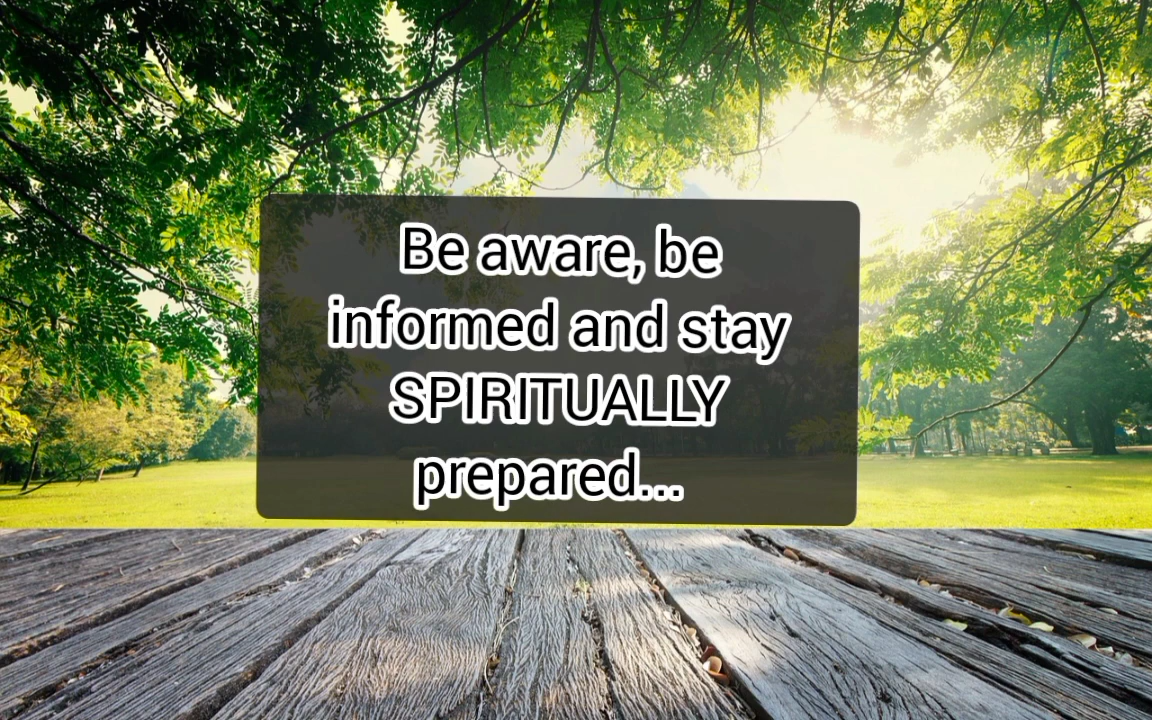 Be aware, be
informed and stay
SPIRITUALLY
prepared...